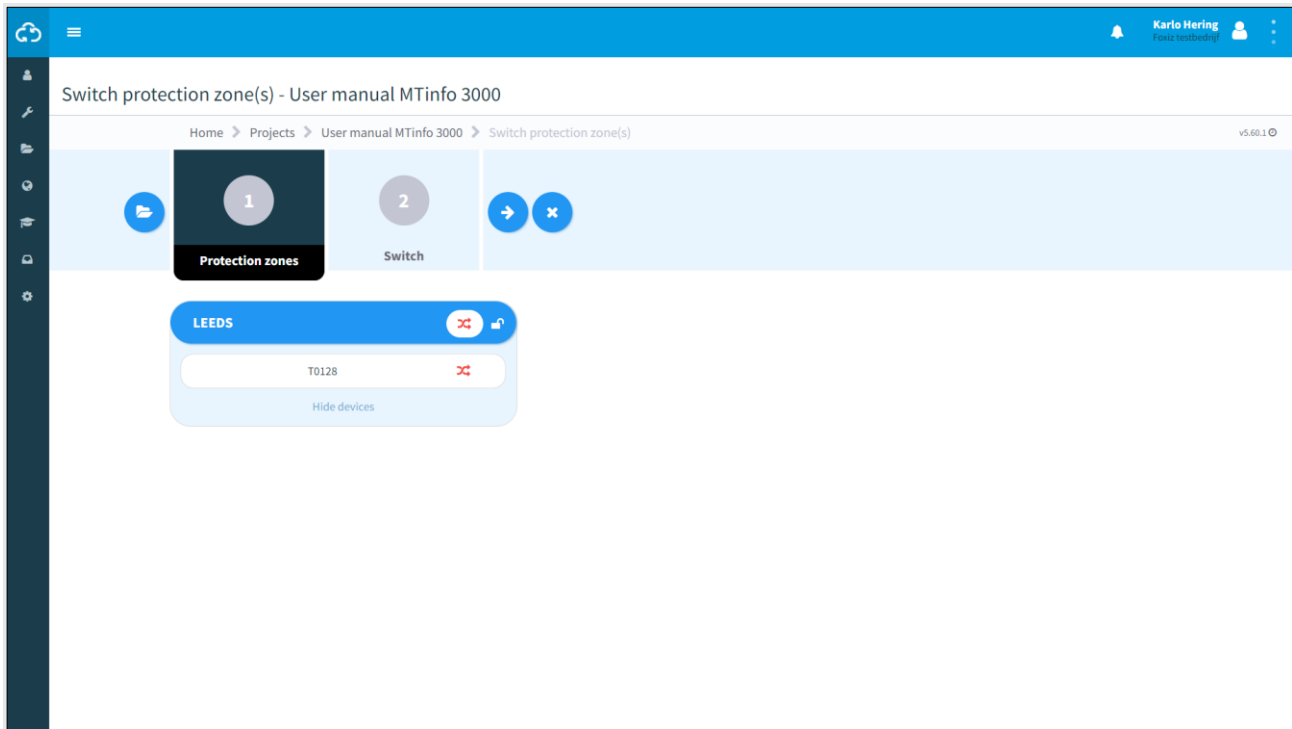 Karlo Hering
Foxiz testbedrijf
Switch protection zone(s) - User manual MTinfo 3000
Home Projects User manual MTinfo 3000 Switch protection zone(s)
v5.60.1
1
2
Protection zones
Switch
LEEDS
T0128
Hide devices